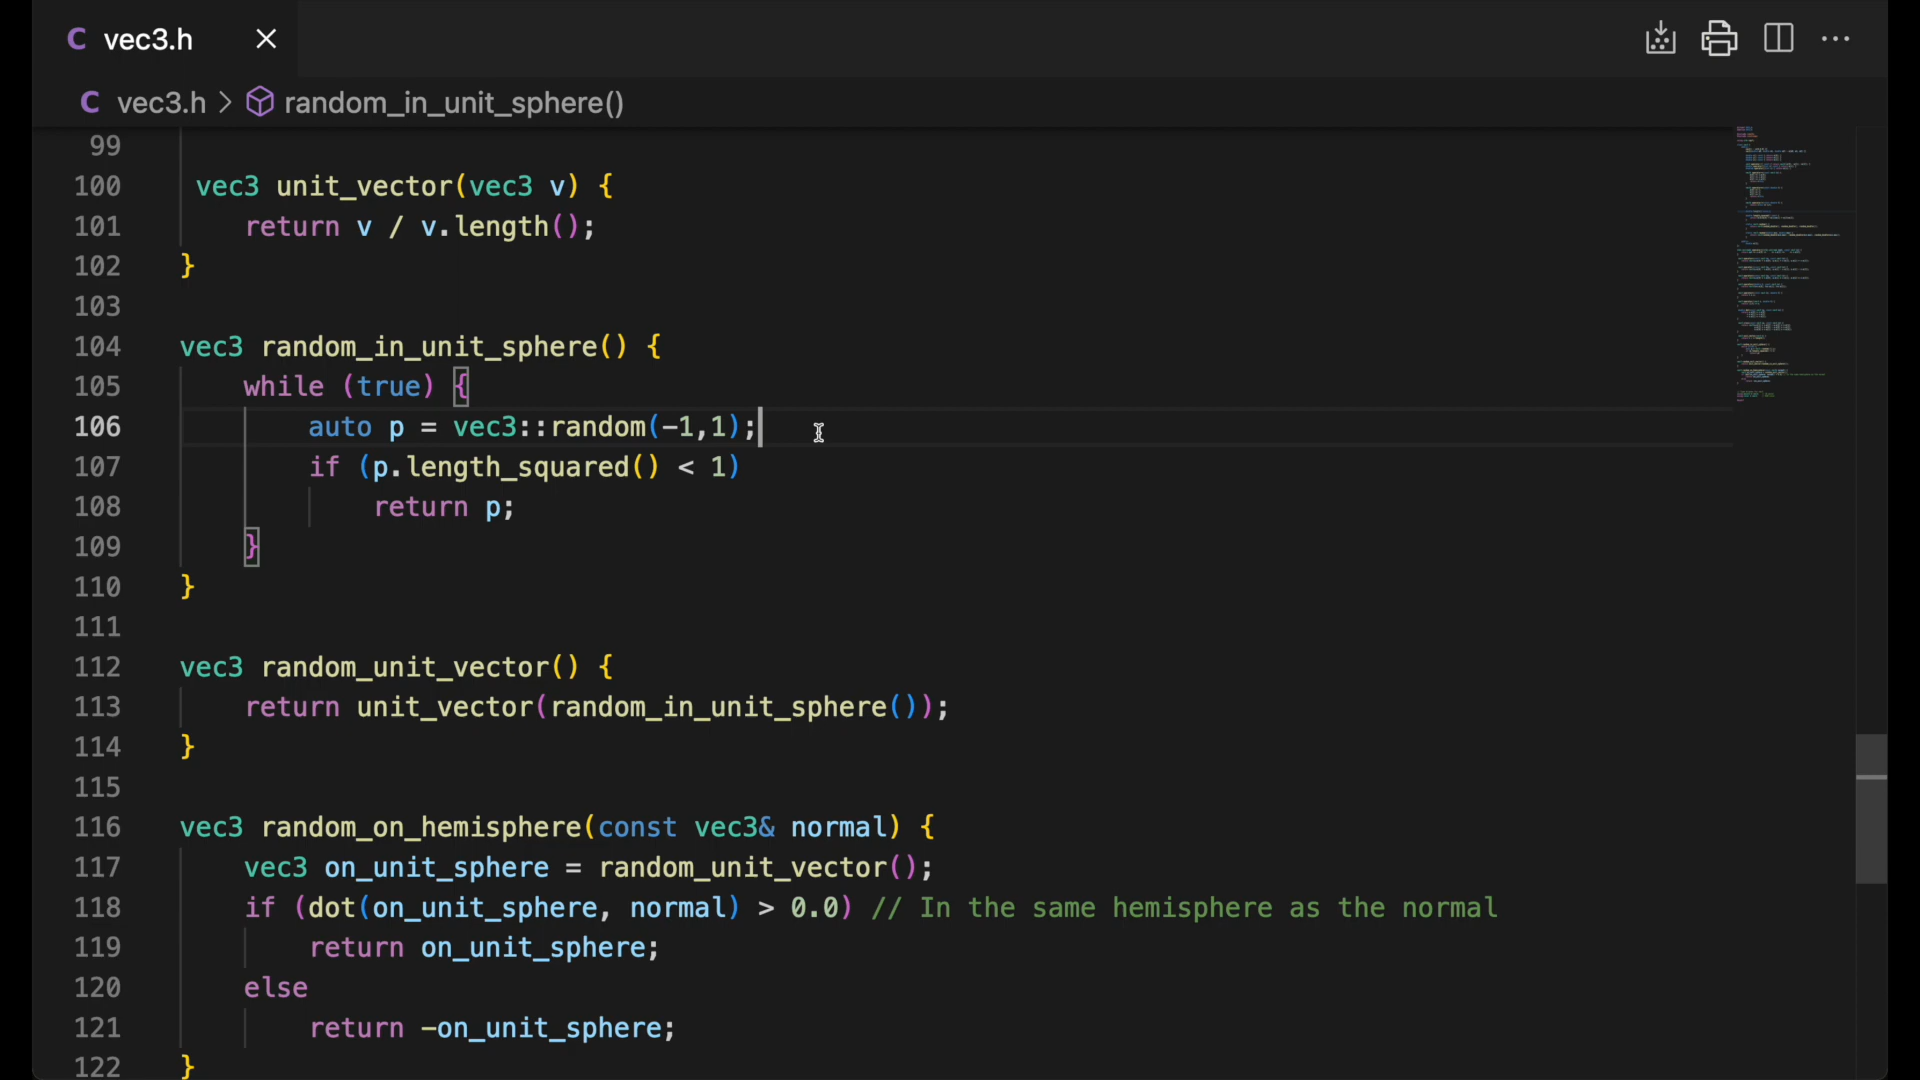 C vec3.h
C vec3.h > random_in_unit_sphere()
99
100 vec3 unit_vector(vec3 v) {
101 return v / v.length();
102 }
103
104 vec3 random_in_unit_sphere() {
105 while (true) {
106 auto p = vec3::random(-1,1);
107 if (p.length_squared() < 1)
108 return p;
109 }
110 }
111
112 vec3 random_unit_vector() {
113 return unit_vector(random_in_unit_sphere());
114 }
115
116 vec3 random_on_hemisphere(const vec3& normal) {
117 vec3 on_unit_sphere = random_unit_vector();
118 if (dot(on_unit_sphere, normal) > 0.0) // In the same hemisphere as the normal
119 return on_unit_sphere;
120 else
121 return -on_unit_sphere;
122 }